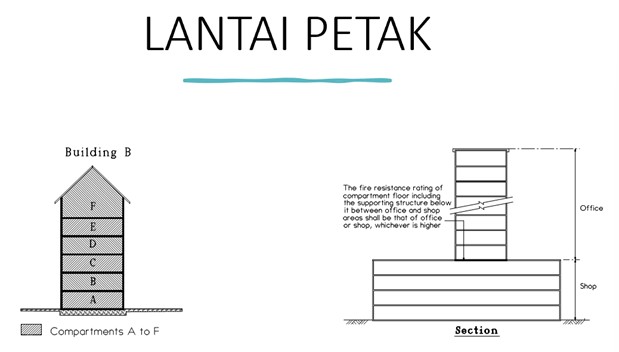 LANTAI PETAK
Building B
F
E
D
C
B
A
Compartments A to F
The fire resistance rating of
compartment floor including
the supporting structure below
it between office and shop
areas shall be that of office
or shop, whichever is higher
Office
Shop
Section